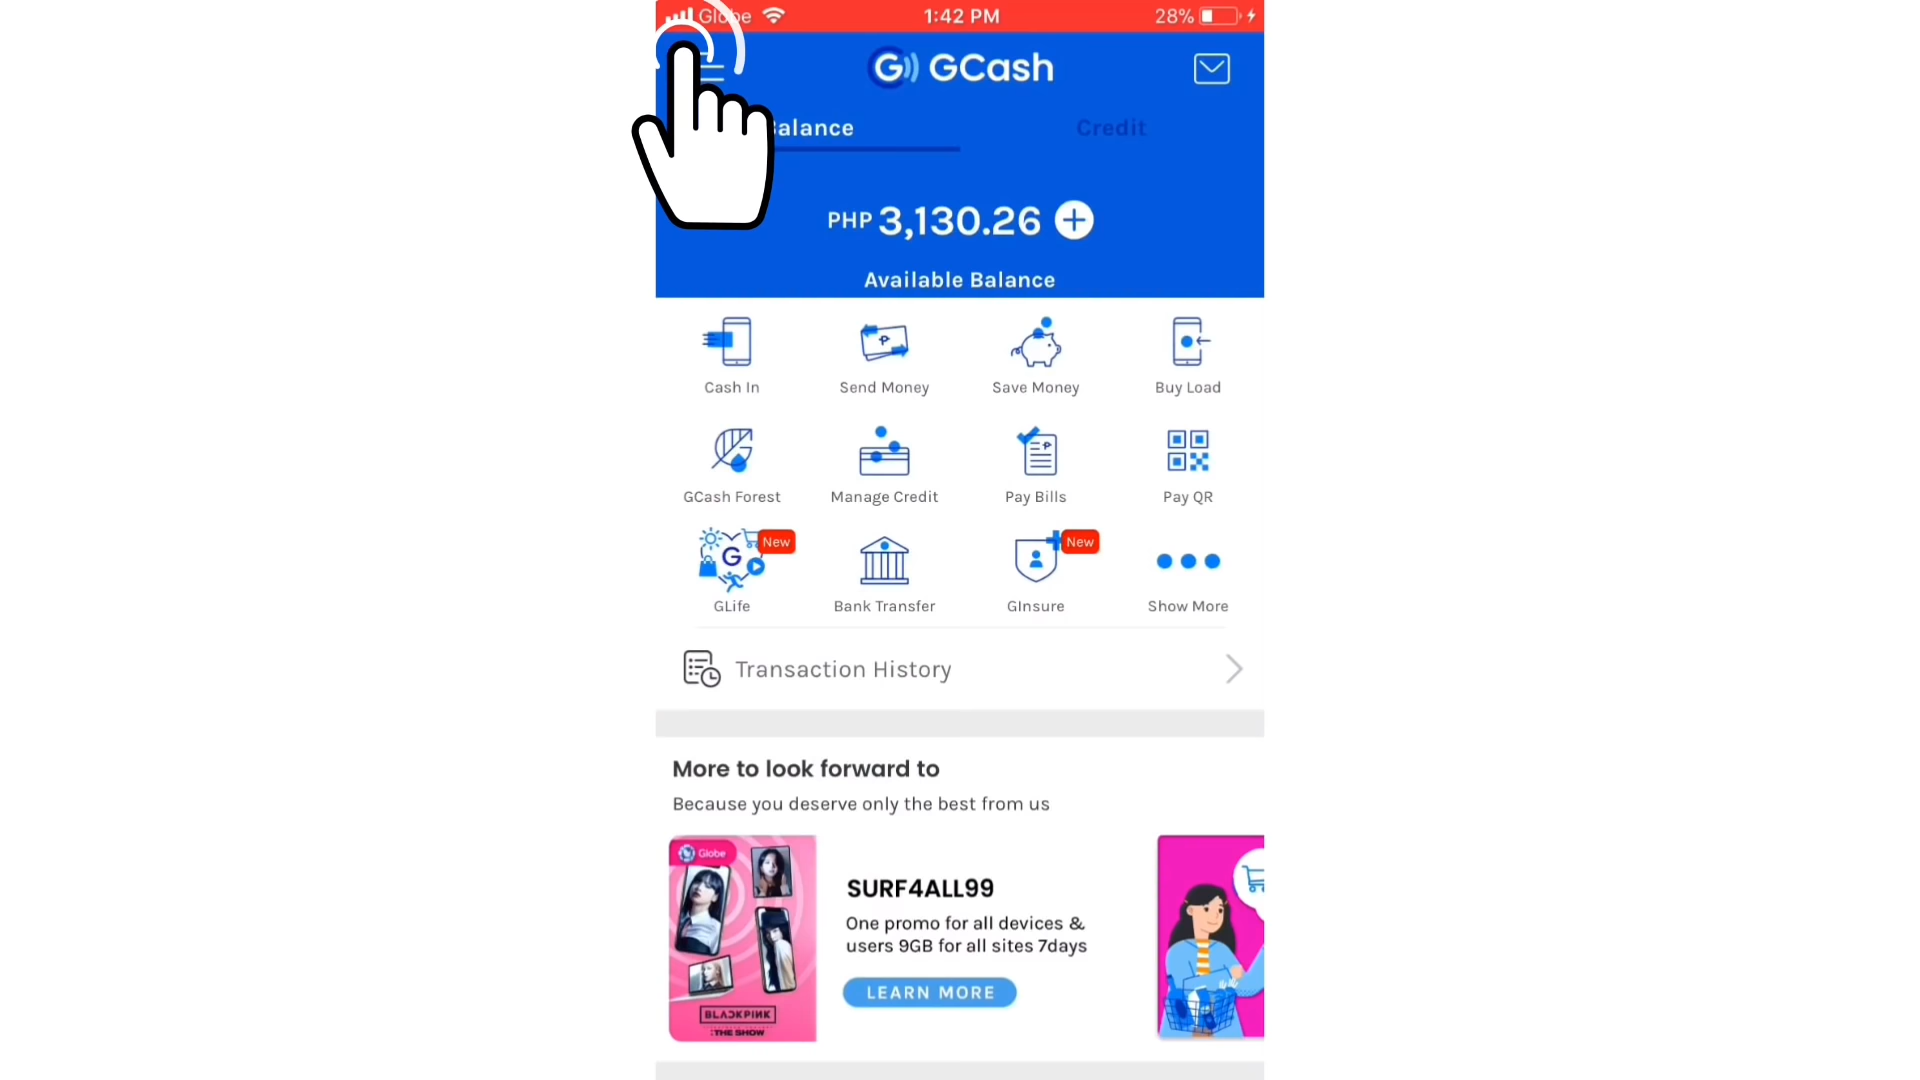 Globe
1:42 PM
28%
GCash
Balance
Credit
PHP 3,130.26
Available Balance
Cash In
Send Money
Save Money
Buy Load
GCash Forest
Manage Credit
Pay Bills
Pay QR
New
New
GLife
Bank Transfer
GInsure
Show More
Transaction History
More to look forward to
Because you deserve only the best from us
Globe
SURF4ALL99
One promo for all devices &
users 9GB for all sites 7days
LEARN MORE
BLACKPINK
:THE SHOW